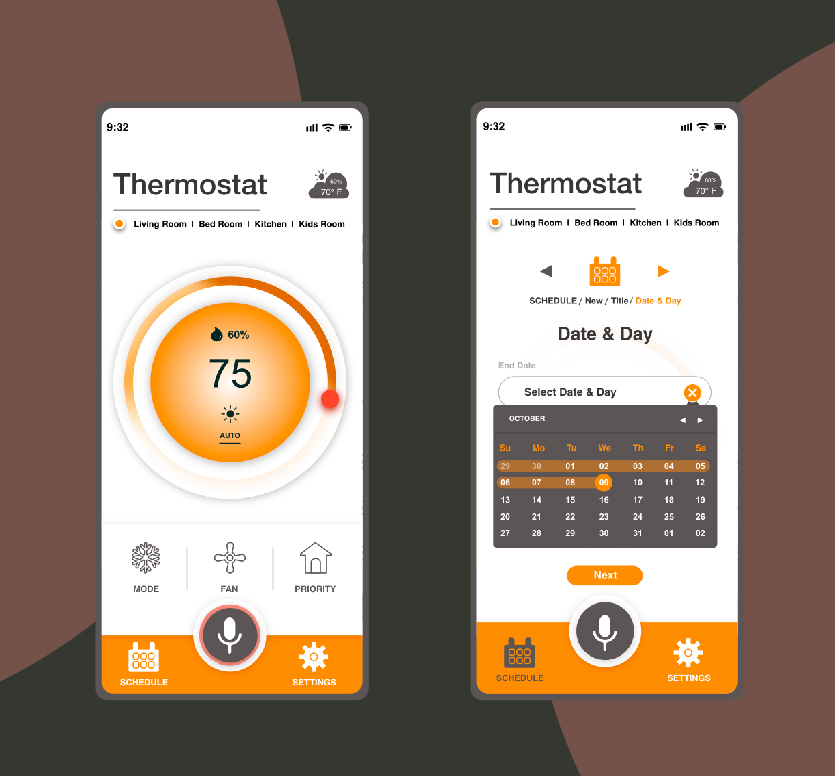 9:32
Thermostat
60%
70° F
Living Room I Bed Room I Kitchen I Kids Room
60%
75
AUTO
MODE
FAN
PRIORITY
SCHEDULE
SETTINGS
9:32
Thermostat
60%
70° F
Living Room I Bed Room I Kitchen I Kids Room
SCHEDULE / New / Title / Date & Day
Date & Day
End Date
Select Date & Day
OCTOBER
Su Mo Tu We Th Fr Sa
29 30 01 02 03 04 05
06 07 08 09 10 11 12
13 14 15 16 17 18 19
20 21 22 23 24 25 26
27 28 29 30 31 01 02
Next
SCHEDULE
SETTINGS